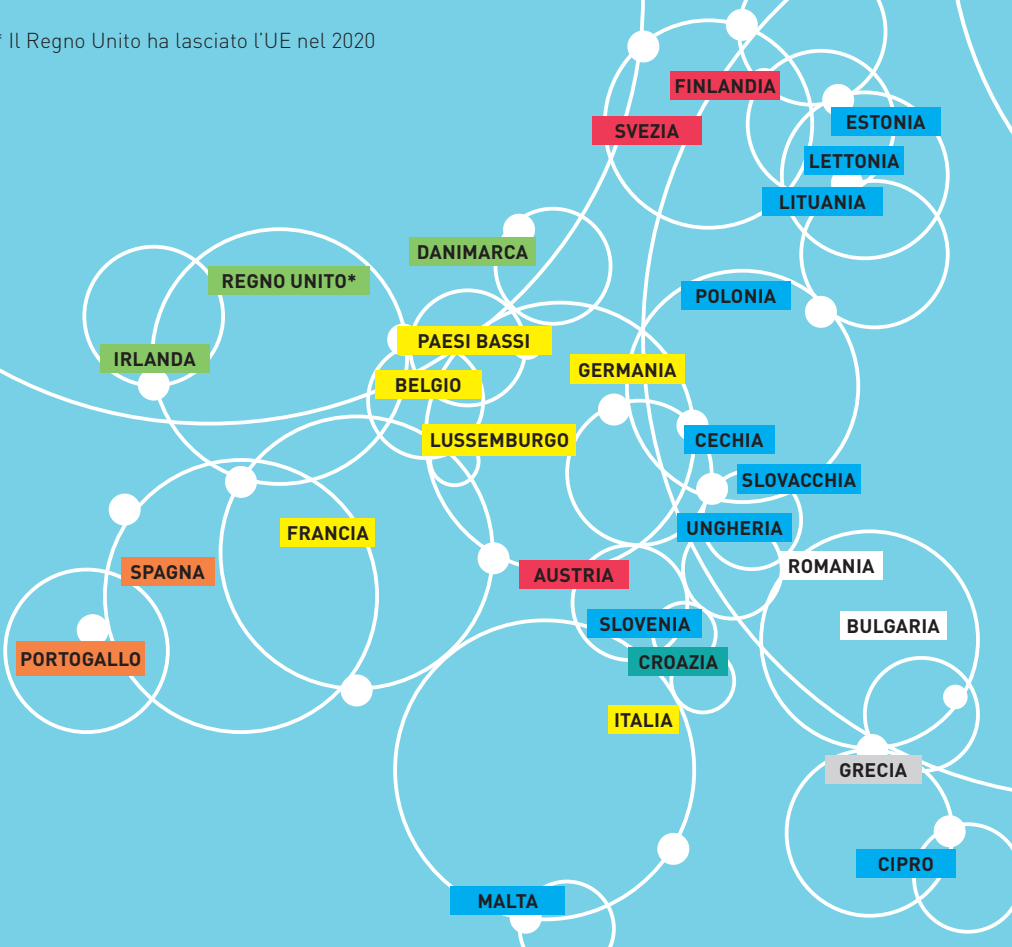 * Il Regno Unito ha lasciato l’UE nel 2020
FINLANDIA
SVEZIA
ESTONIA
LETTONIA
LITUANIA
DANIMARCA
REGNO UNITO*
POLONIA
PAESI BASSI
IRLANDA
GERMANIA
BELGIO
LUSSEMBURGO
CECHIA
SLOVACCHIA
FRANCIA
UNGHERIA
ROMANIA
SPAGNA
AUSTRIA
SLOVENIA
BULGARIA
PORTOGALLO
CROAZIA
ITALIA
GRECIA
CIPRO
MALTA